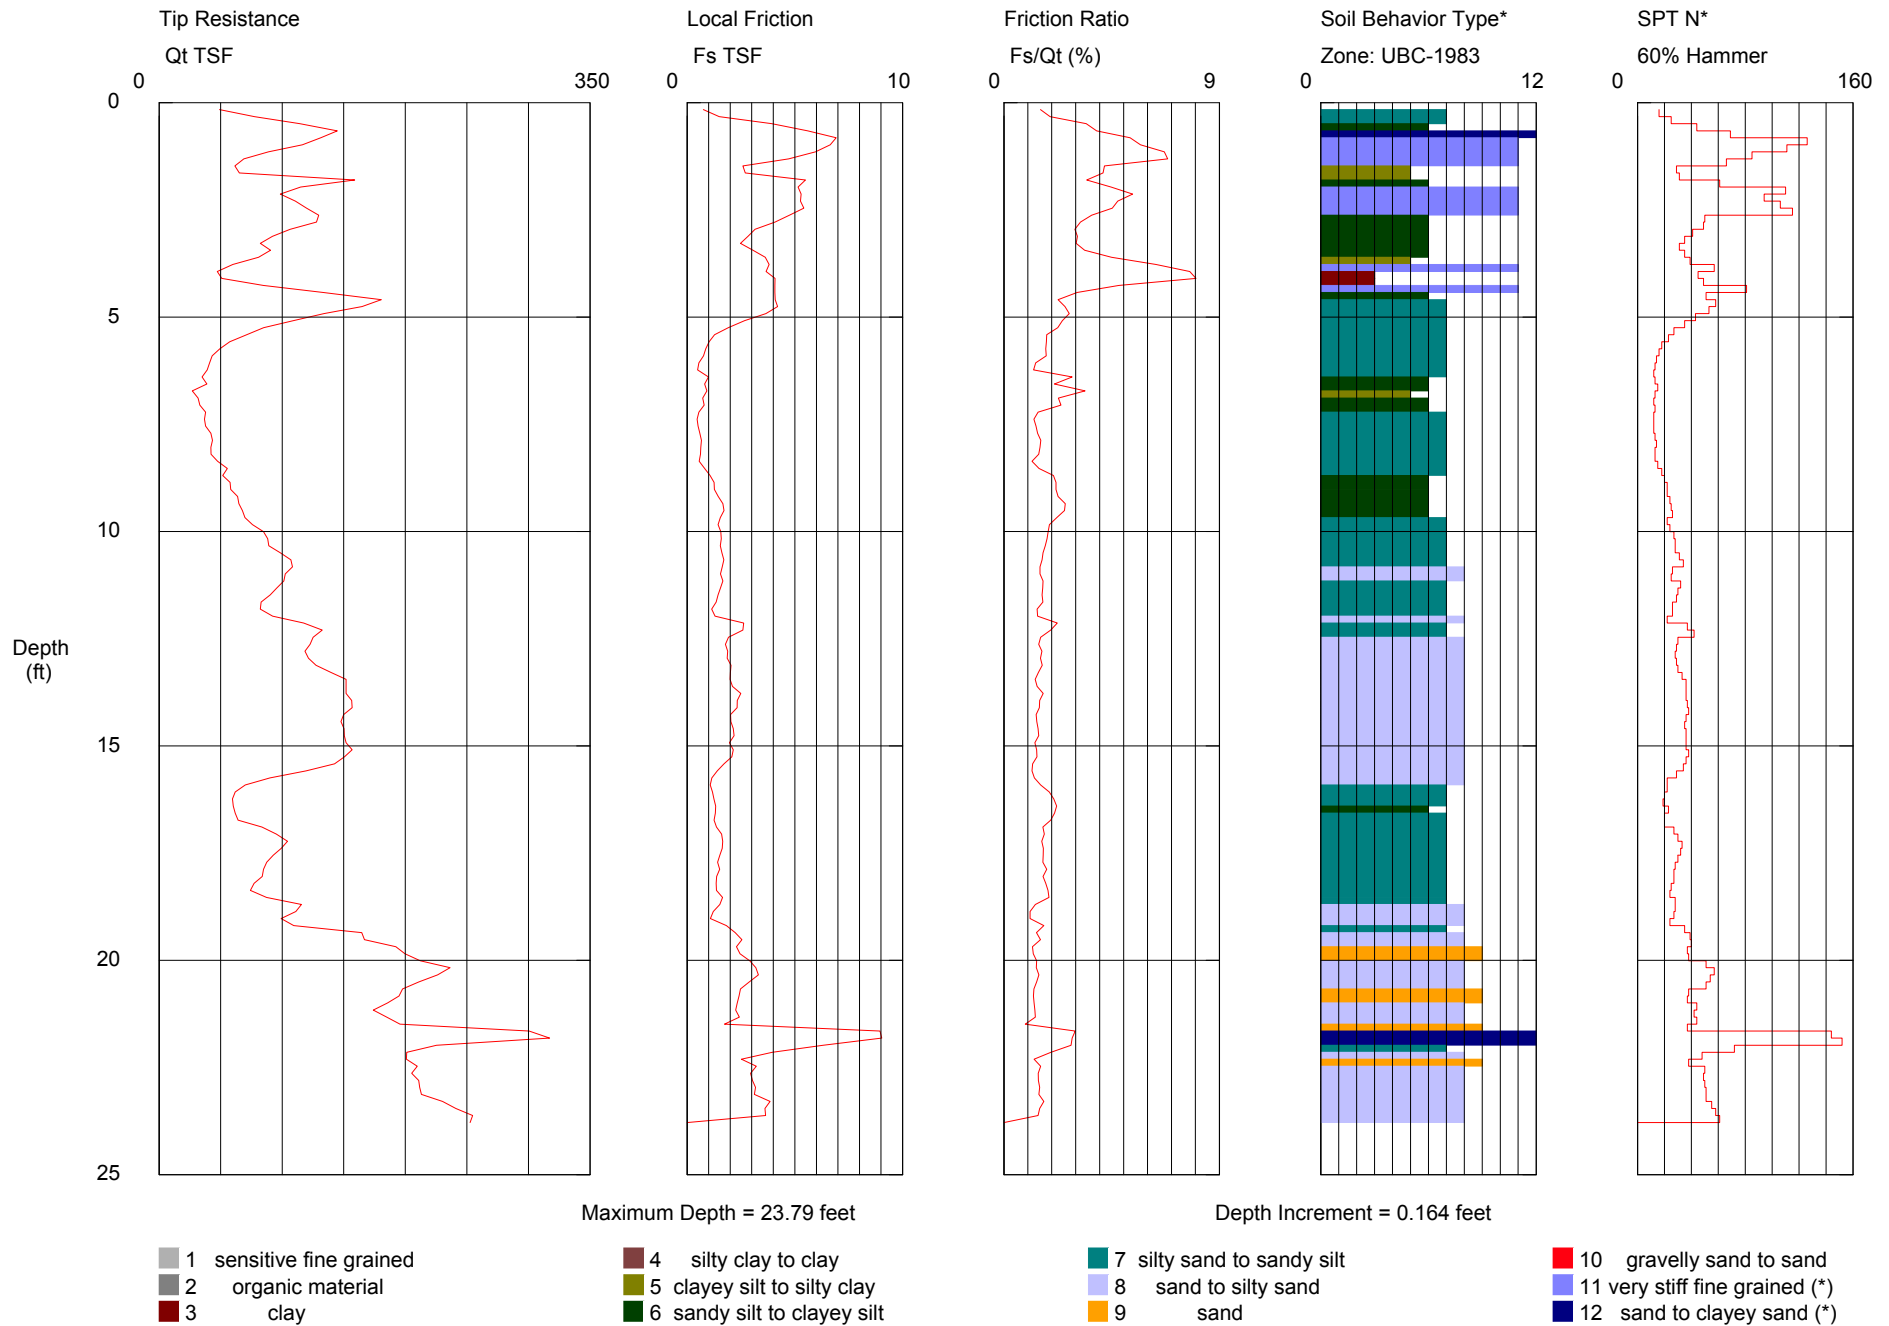 Tip Resistance
Local Friction
Friction Ratio
Soil Behavior Type*
SPT N*
Qt TSF
Fs TSF
Fs/Qt (%)
Zone: UBC-1983
60% Hammer
0 350 0 10 0 9 0 12 0 160
0
5
10
15
20
25
Depth
(ft)
Maximum Depth = 23.79 feet
Depth Increment = 0.164 feet
1 sensitive fine grained
2 organic material
3 clay
4 silty clay to clay
5 clayey silt to silty clay
6 sandy silt to clayey silt
7 silty sand to sandy silt
8 sand to silty sand
9 sand
10 gravelly sand to sand
11 very stiff fine grained (*)
12 sand to clayey sand (*)